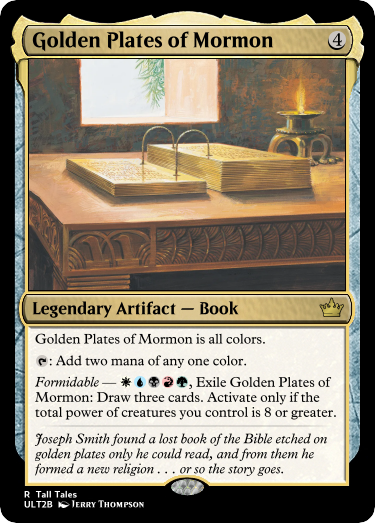 Golden Plates of Mormon 4
Legendary Artifact — Book
Golden Plates of Mormon is all colors.
: Add two mana of any one color.
Formidable — , Exile Golden Plates of
Mormon: Draw three cards. Activate only if the
total power of creatures you control is 8 or greater.
Joseph Smith found a lost book of the Bible etched on
golden plates only he could read, and from them he
formed a new religion . . . or so the story goes.
R Tall Tales
ULT2B Jerry Thompson